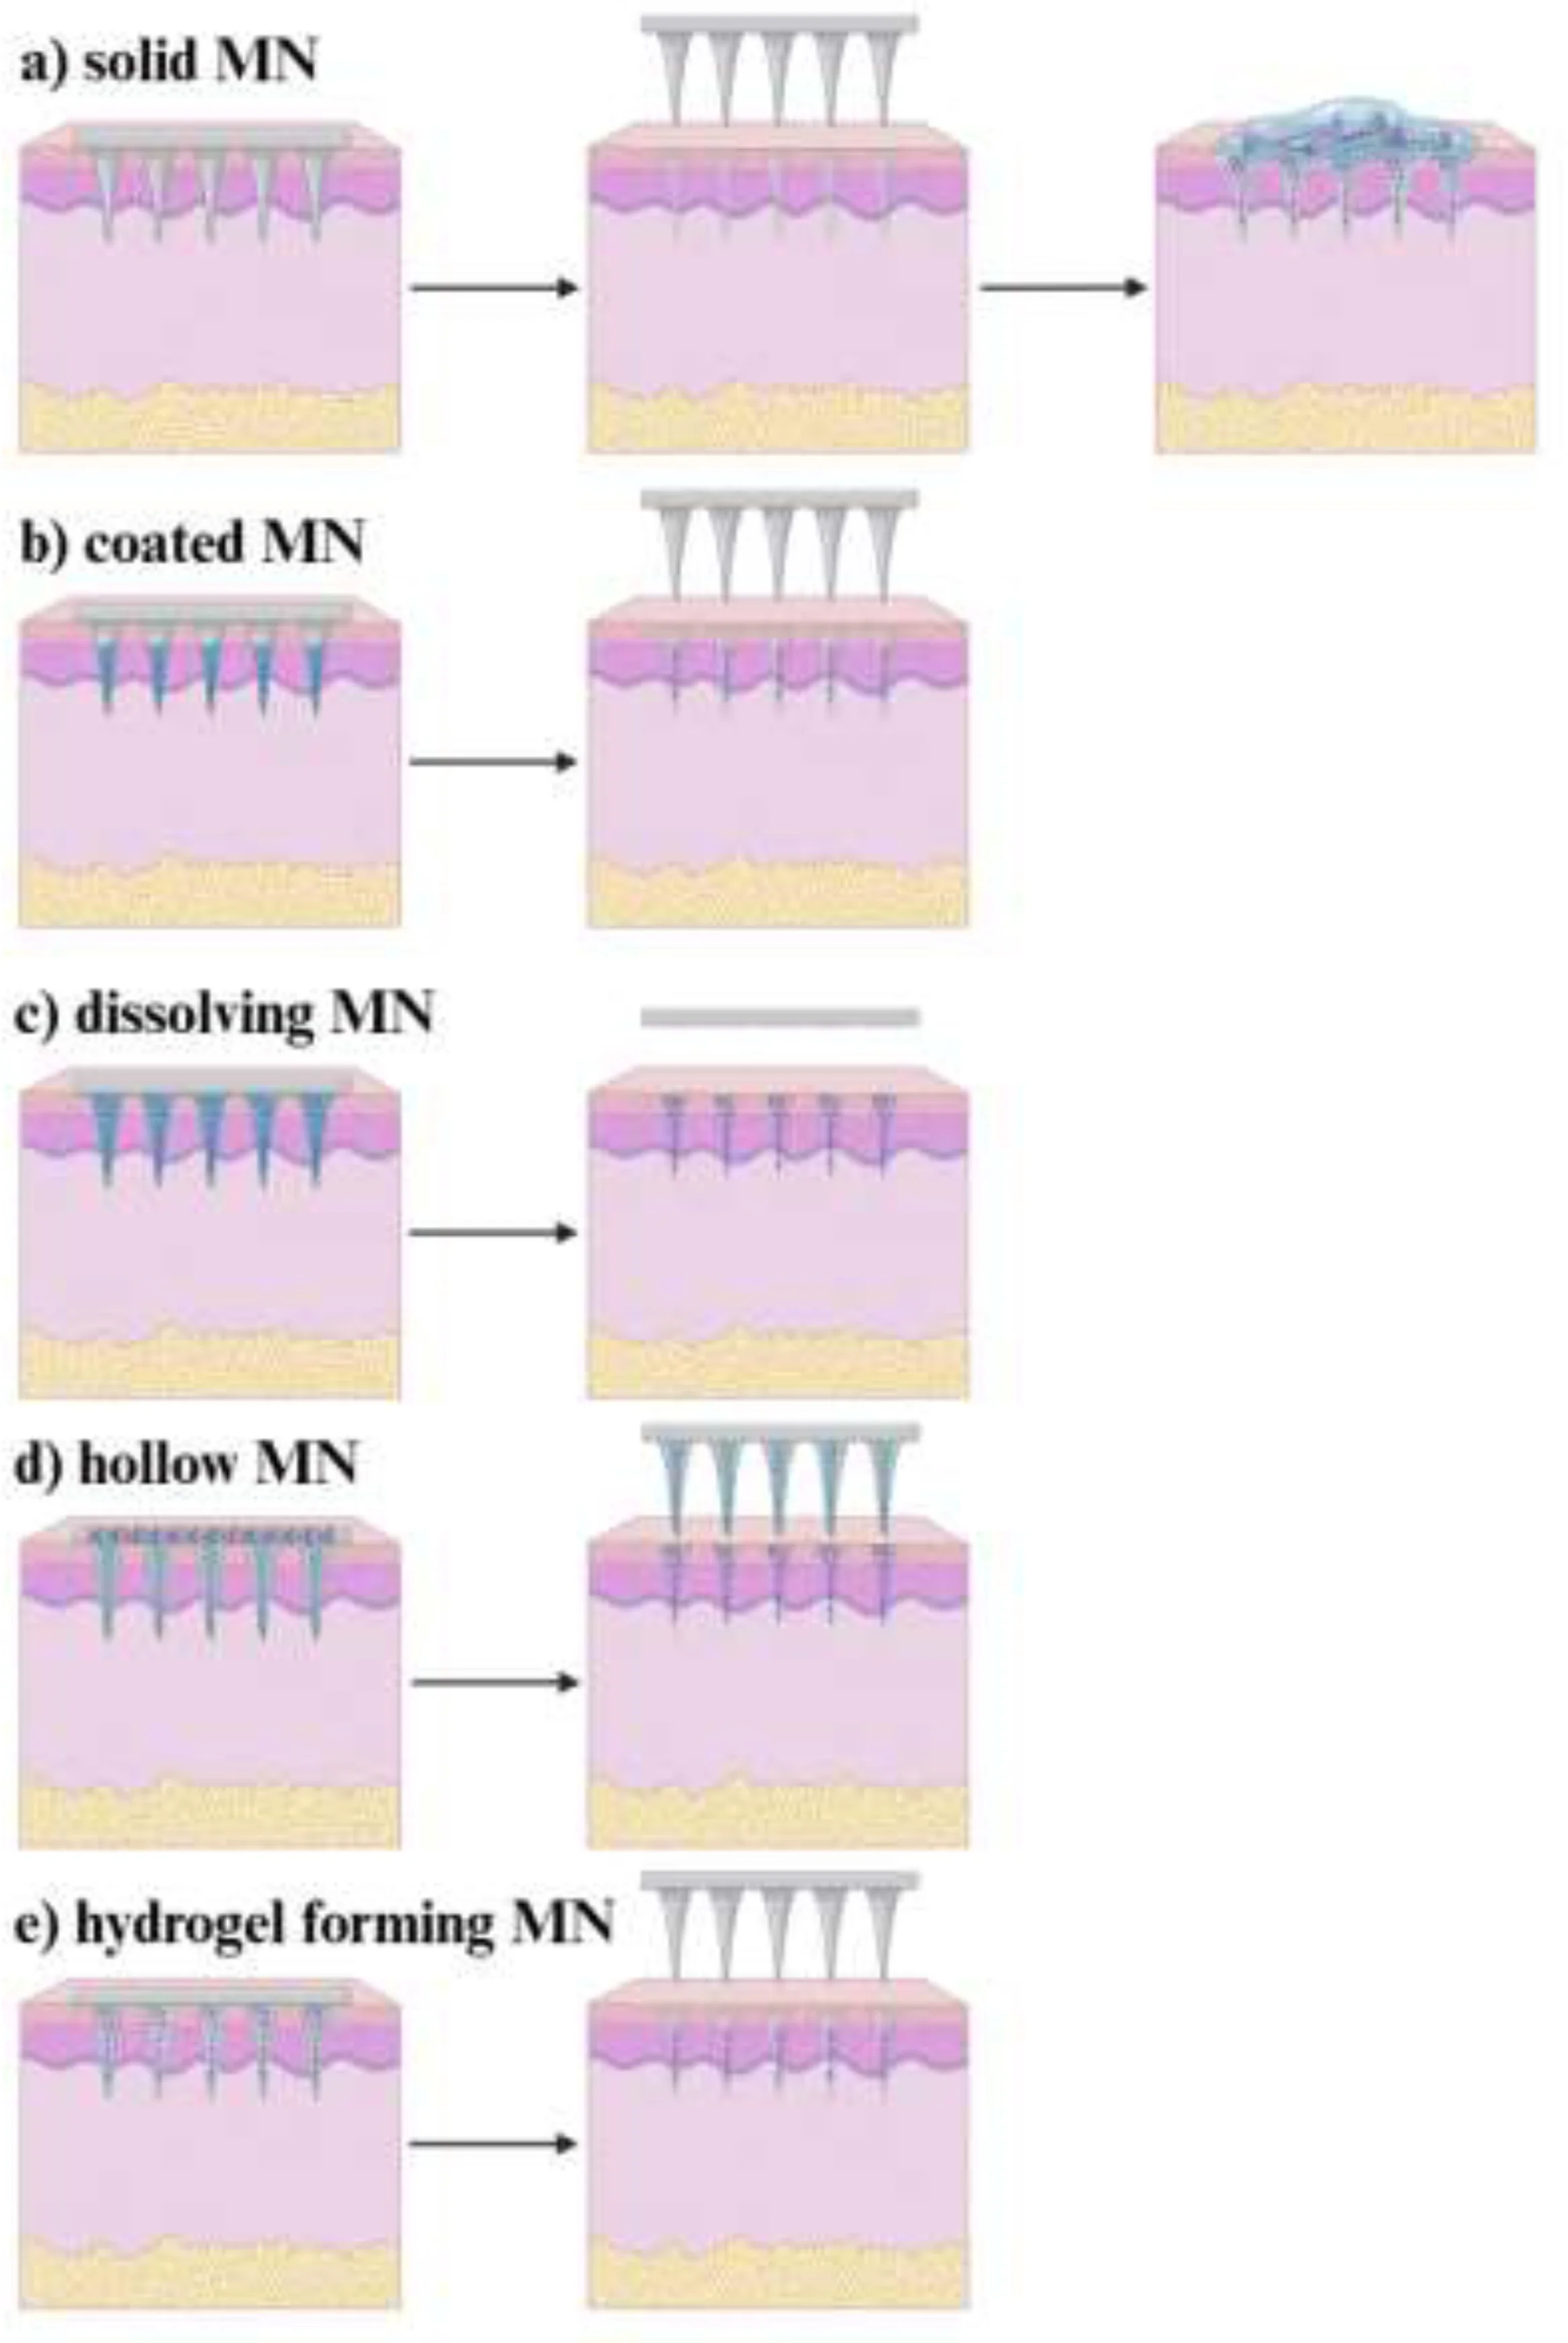 a) solid MN
b) coated MN
c) dissolving MN
d) hollow MN
e) hydrogel forming MN